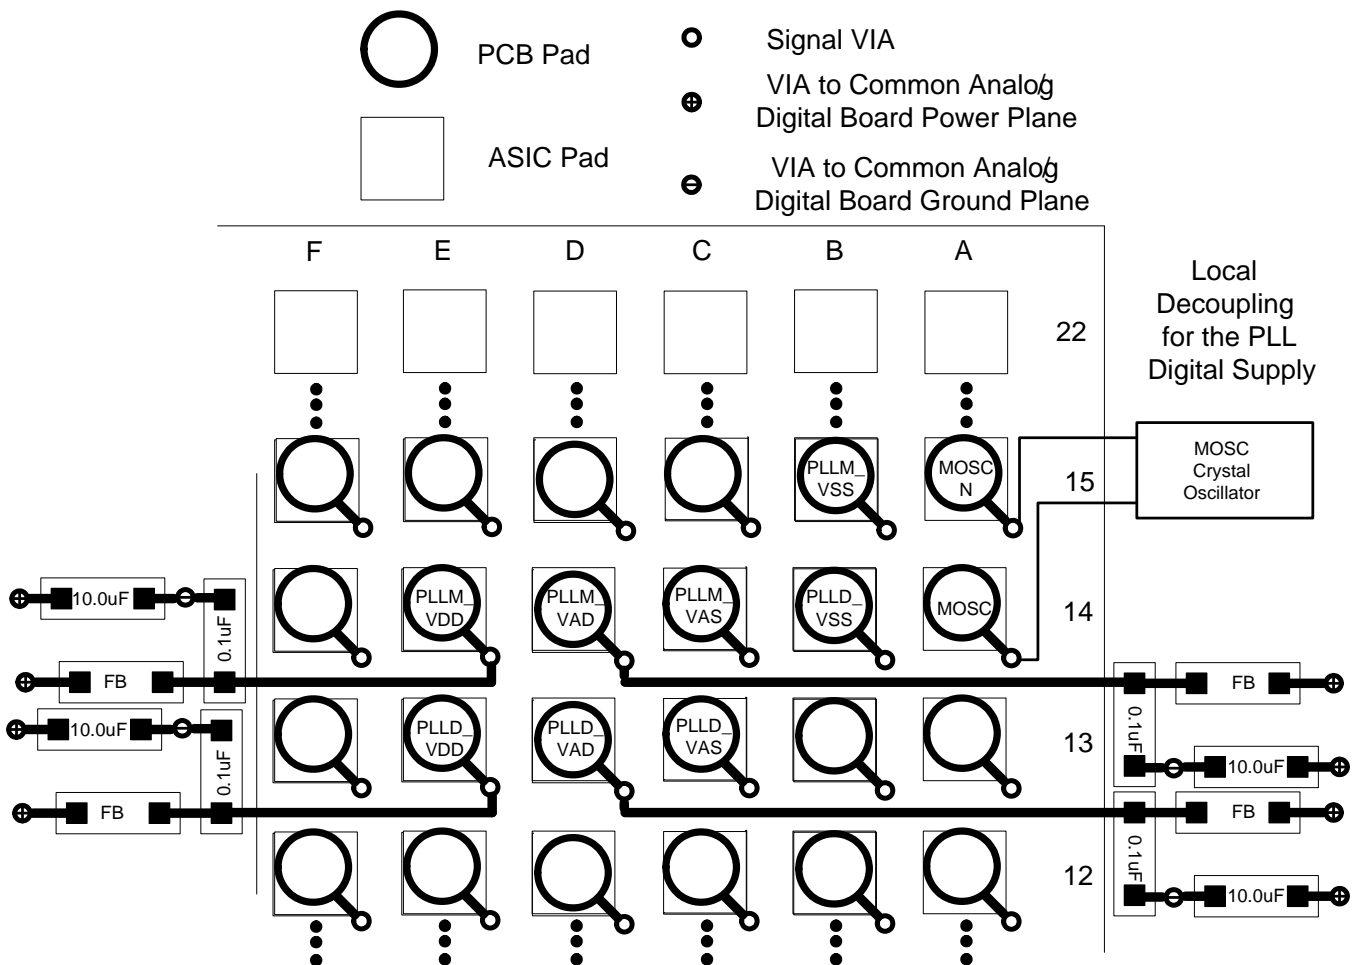 PCB Pad
ASIC Pad
Signal VIA
VIA to Common Analog/
Digital Board Power Plane
VIA to Common Analog/
Digital Board Ground Plane
F E D C B A
Local
Decoupling
for the PLL
Digital Supply
22
PLLM_
VSS
MOSC
N
15
MOSC
Crystal
Oscillator
10.0uF
0.1uF
FB
PLLM_
VDD
PLLM_
VAD
PLLM_
VAS
PLLD_
VSS
MOSC
14
FB
0.1uF
10.0uF
10.0uF
0.1uF
FB
PLLD_
VDD
PLLD_
VAD
PLLD_
VAS
13
FB
0.1uF
10.0uF
12